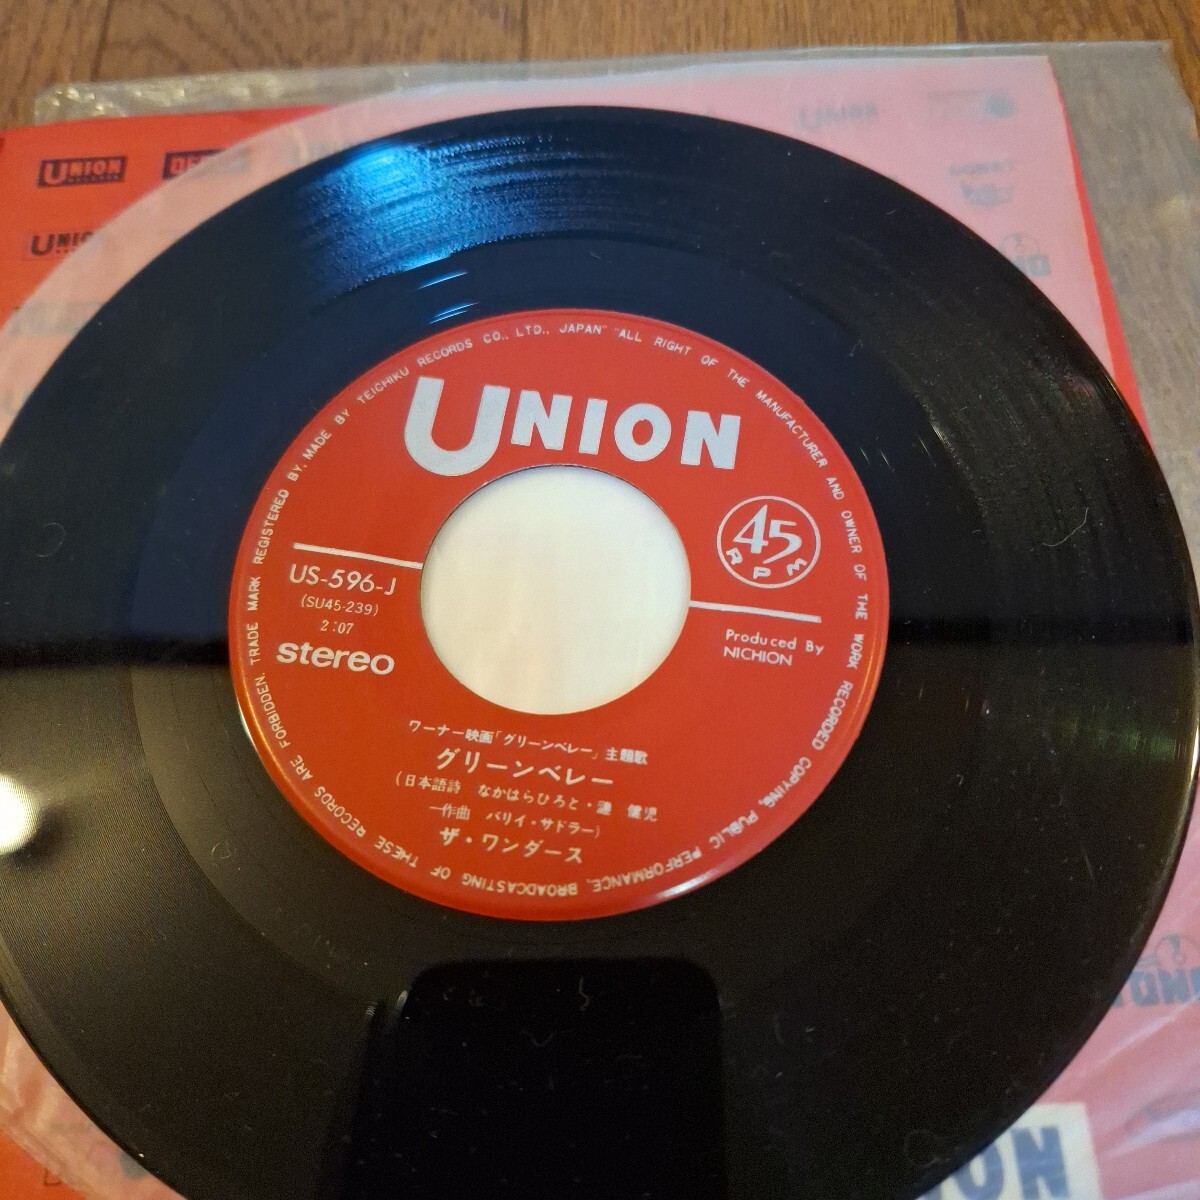 UNION
UNION
UNION
TRADE MARK REGISTERED BY. MADE BY TEICHIKU RECORDS CO., LTD., JAPAN" "ALL RIGHT OF THE MANUFACTURER AND OWNER OF THE WORK RECORDED COPYING, PUBLIC PERFORMANCE, BROADCASTING OF THESE RECORDS ARE FORBIDDEN.
UNION
45
RPM
US-596-J
(SU45-239)
2:07
stereo
Produced By
NICHION
ワーナー映画「グリーンベレー」主題歌
グリーンベレー
(日本語詩 なかはらひろと・漣 健児
作曲 バリイ・サドラー)
ザ・ワンダース